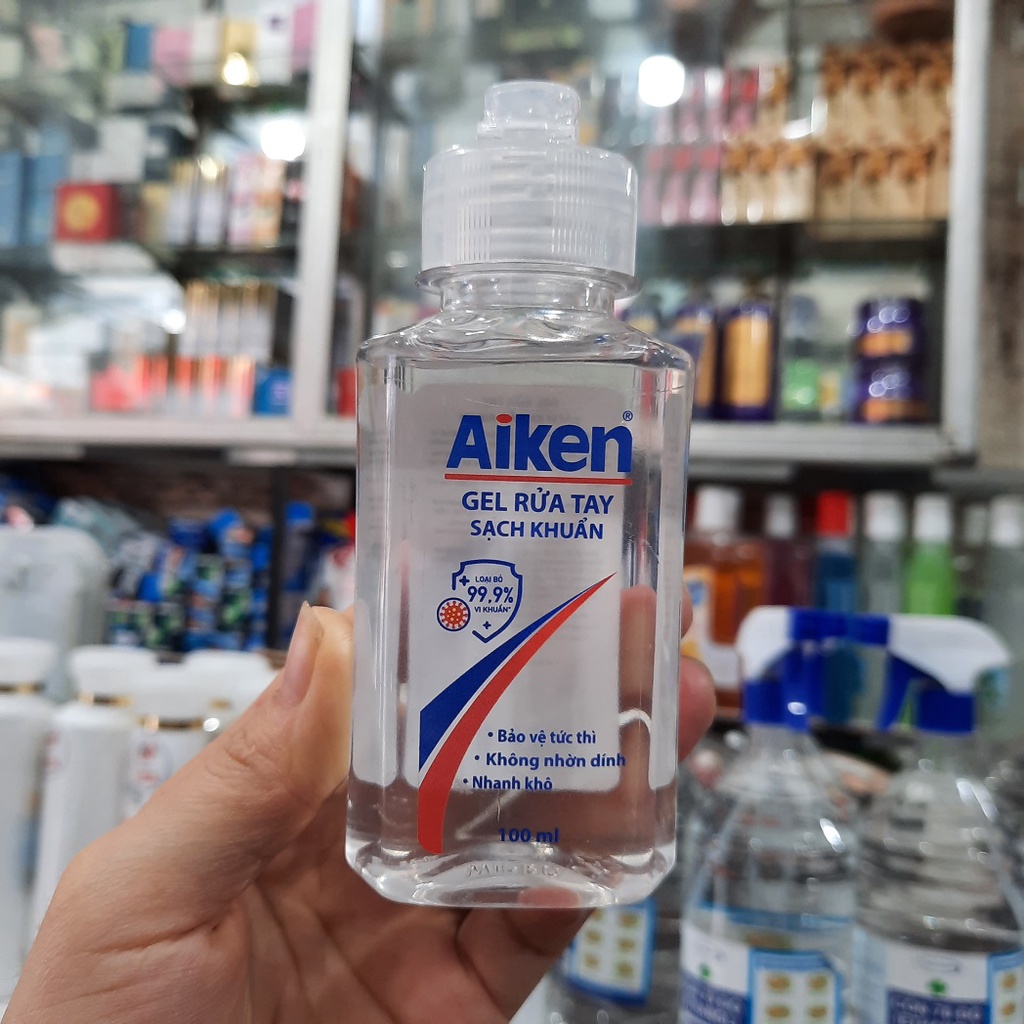 Aiken®
GEL RỬA TAY
SẠCH KHUẨN
LOẠI BỎ
99,9%
VI KHUẨN*
• Bảo vệ tức thì
• Không nhờn dính
• Nhanh khô
100 ml